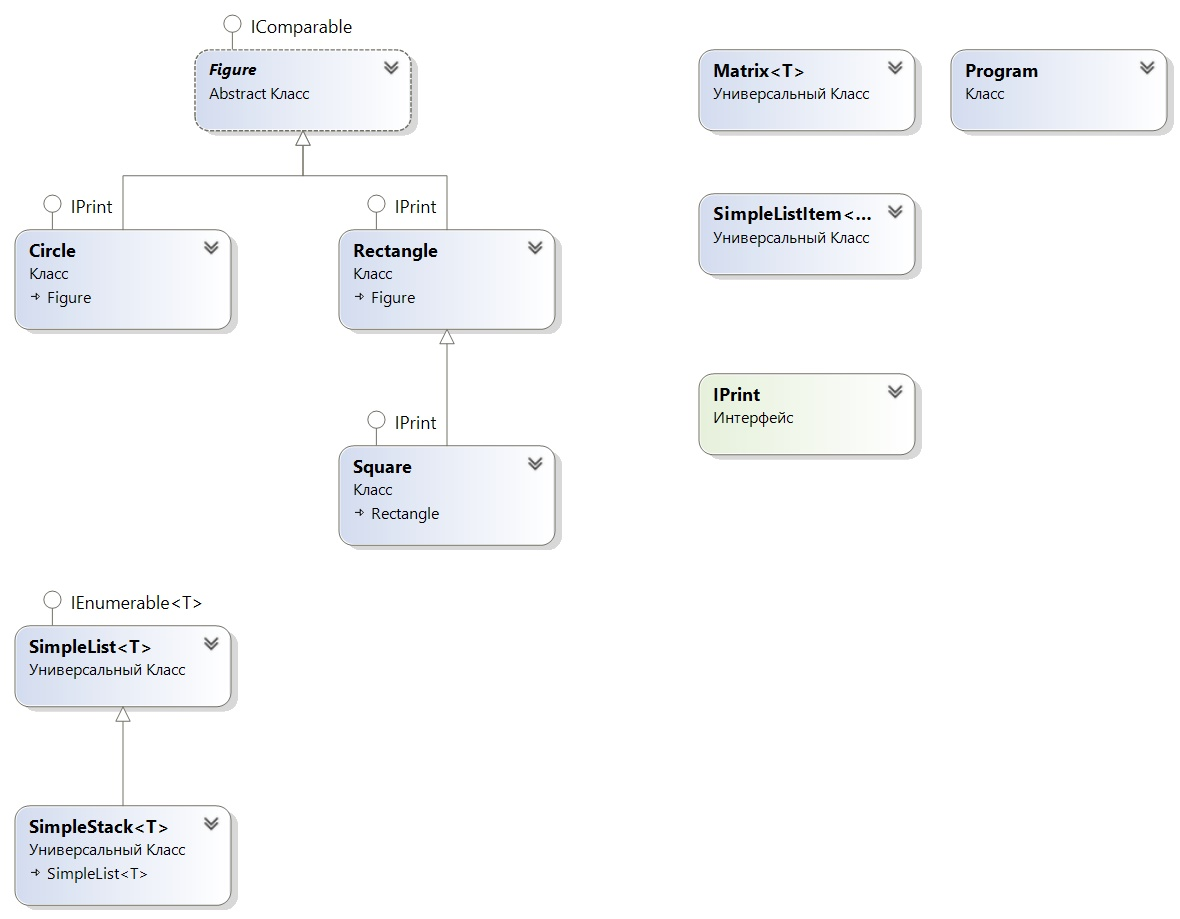 IComparable
Figure
Abstract Класс
Matrix<T>
Универсальный Класс
Program
Класс
IPrint
Circle
Класс
Figure
IPrint
Rectangle
Класс
Figure
SimpleListItem<...
Универсальный Класс
IPrint
Интерфейс
IPrint
Square
Класс
Rectangle
IEnumerable<T>
SimpleList<T>
Универсальный Класс
SimpleStack<T>
Универсальный Класс
SimpleList<T>